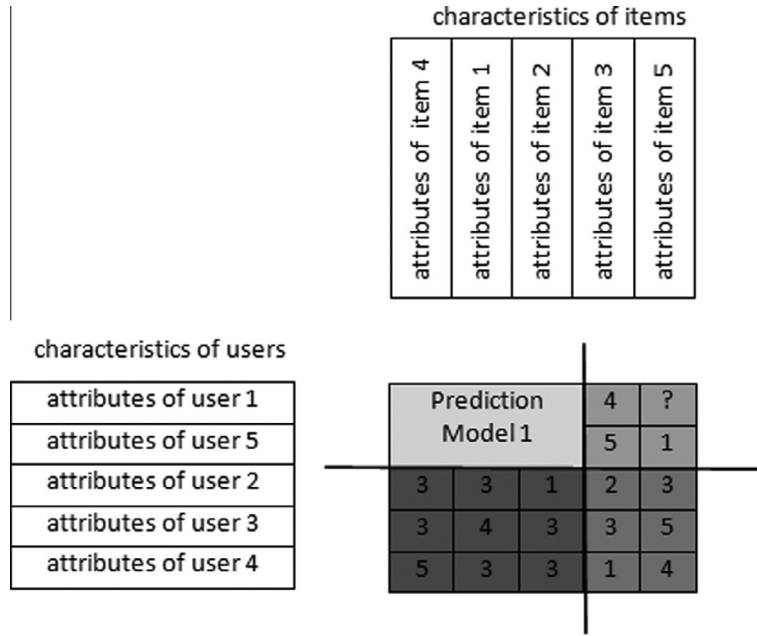 characteristics of items
attributes of item 4
attributes of item 1
attributes of item 2
attributes of item 3
attributes of item 5
characteristics of users
attributes of user 1
attributes of user 5
attributes of user 2
attributes of user 3
attributes of user 4
Prediction
Model 1
4 ?
5 1
3 3 1 2 3
3 4 3 3 5
5 3 3 1 4